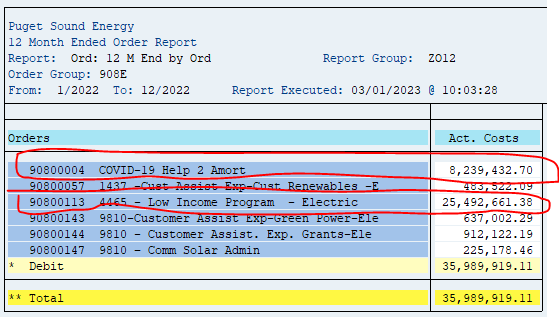 Puget Sound Energy
12 Month Ended Order Report
Report: Ord: 12 M End by Ord Report Group: ZO12
Order Group: 908E
From: 1/2022 To: 12/2022 Report Executed: 03/01/2023 @ 10:03:28
Orders Act. Costs
90800004 COVID-19 Help 2 Amort 8,239,432.70
90800057 1437 -Cust Assist Exp-Cust Renewables -E 483,522.09
90800113 4465 - Low Income Program - Electric 25,492,661.38
90800143 9810-Customer Assist Exp-Green Power-Ele 637,002.29
90800144 9810 - Customer Assist. Exp. Grants-Ele 912,122.19
90800147 9810 - Comm Solar Admin 225,178.46
* Debit 35,989,919.11
** Total 35,989,919.11